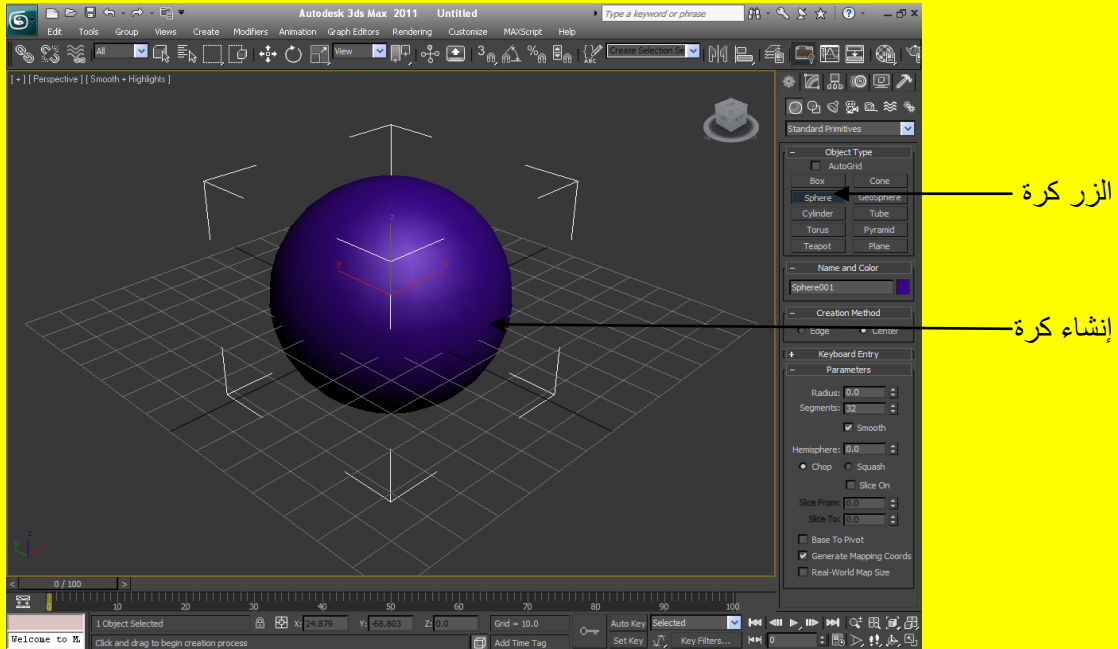 Autodesk 3ds Max 2011 Untitled
Type a keyword or phrase
Edit Tools Group Views Create Modifiers Animation Graph Editors Rendering Customize MAXScript Help
All
View
Create Selection Se
[ + ] [ Perspective ] [ Smooth + Highlights ]
Standard Primitives
Object Type
AutoGrid
Box Cone
Sphere GeoSphere
الزر كرة
Cylinder Tube
Torus Pyramid
Teapot Plane
Name and Color
Sphere001
Creation Method
Edge Center
إنشاء كرة
Keyboard Entry
Parameters
Radius: 0.0
Segments: 32
Smooth
Hemisphere: 0.0
Chop Squash
Slice On
Slice From: 0.0
Slice To: 0.0
Base To Pivot
Generate Mapping Coords
Real-World Map Size
z
y
x
z
y
0 / 100
0 10 20 30 40 50 60 70 80 90 100
1 Object Selected X: 24.879 Y: -68.803 Z: 0.0 Grid = 10.0 Auto Key Selected
Welcome to M. Click and drag to begin creation process Add Time Tag Set Key Key Filters... 0